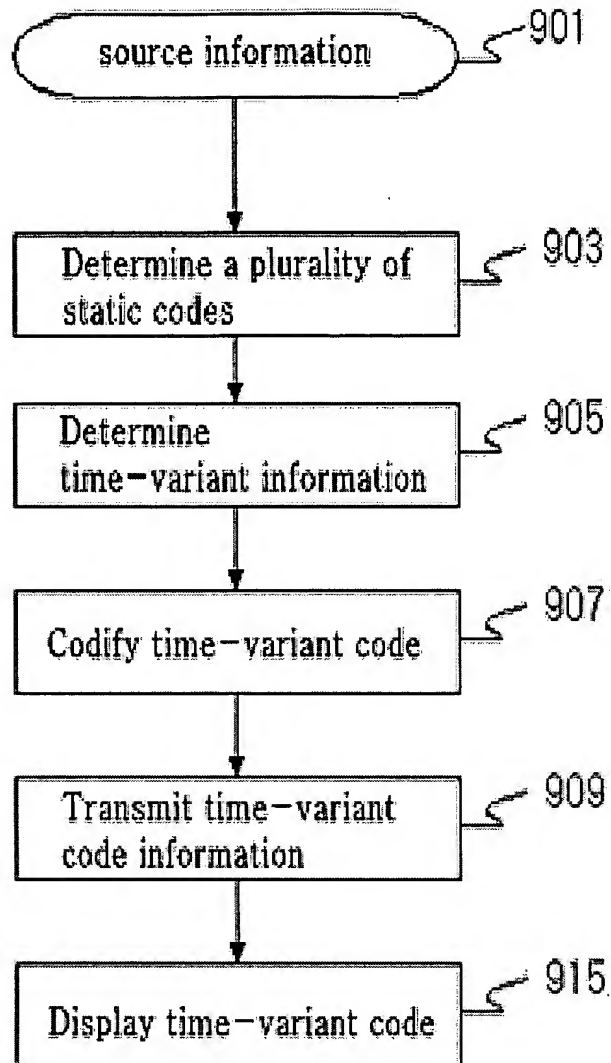 source information
901
Determine a plurality of
static codes
903
Determine
time-variant information
905
Codify time-variant code
907
Transmit time-variant
code information
909
Display time-variant code
915